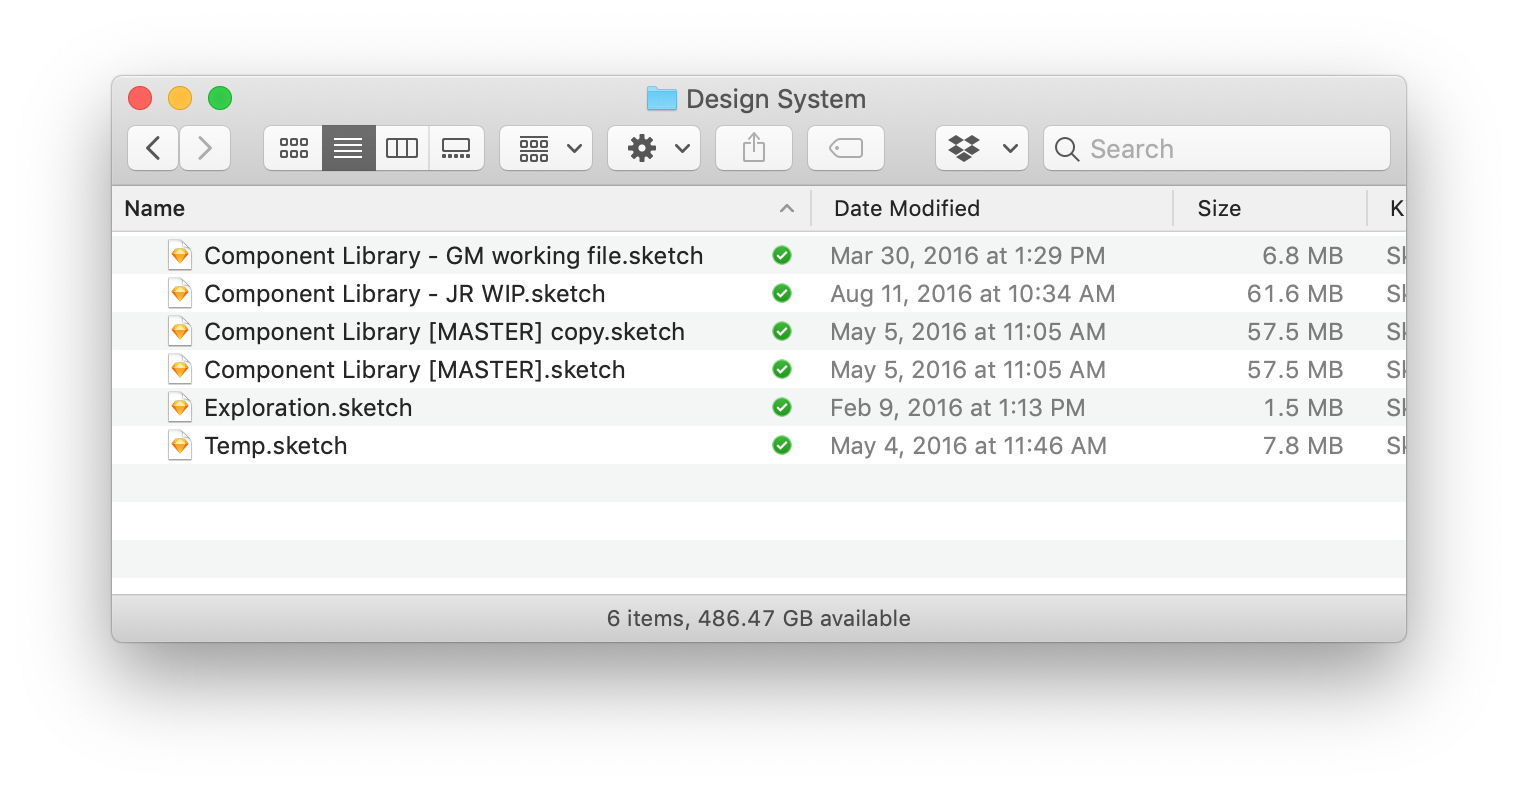 Design System
Search
Name Date Modified Size K
Component Library - GM working file.sketch Mar 30, 2016 at 1:29 PM 6.8 MB Sk
Component Library - JR WIP.sketch Aug 11, 2016 at 10:34 AM 61.6 MB Sk
Component Library [MASTER] copy.sketch May 5, 2016 at 11:05 AM 57.5 MB Sk
Component Library [MASTER].sketch May 5, 2016 at 11:05 AM 57.5 MB Sk
Exploration.sketch Feb 9, 2016 at 1:13 PM 1.5 MB Sk
Temp.sketch May 4, 2016 at 11:46 AM 7.8 MB Sk
6 items, 486.47 GB available